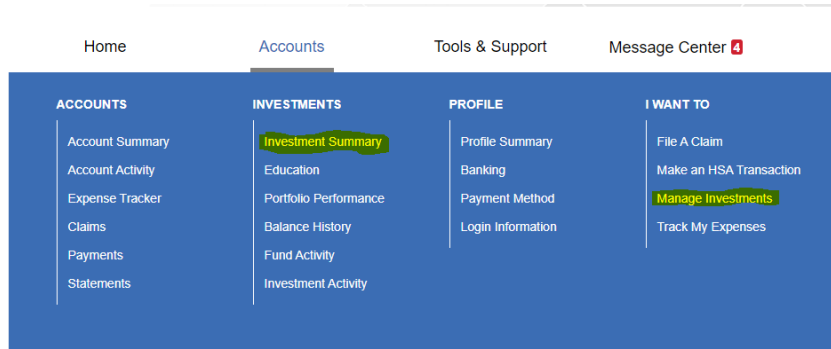 Home
Accounts
Tools & Support
Message Center 4
ACCOUNTS
Account Summary
Account Activity
Expense Tracker
Claims
Payments
Statements
INVESTMENTS
Investment Summary
Education
Portfolio Performance
Balance History
Fund Activity
Investment Activity
PROFILE
Profile Summary
Banking
Payment Method
Login Information
I WANT TO
File A Claim
Make an HSA Transaction
Manage Investments
Track My Expenses